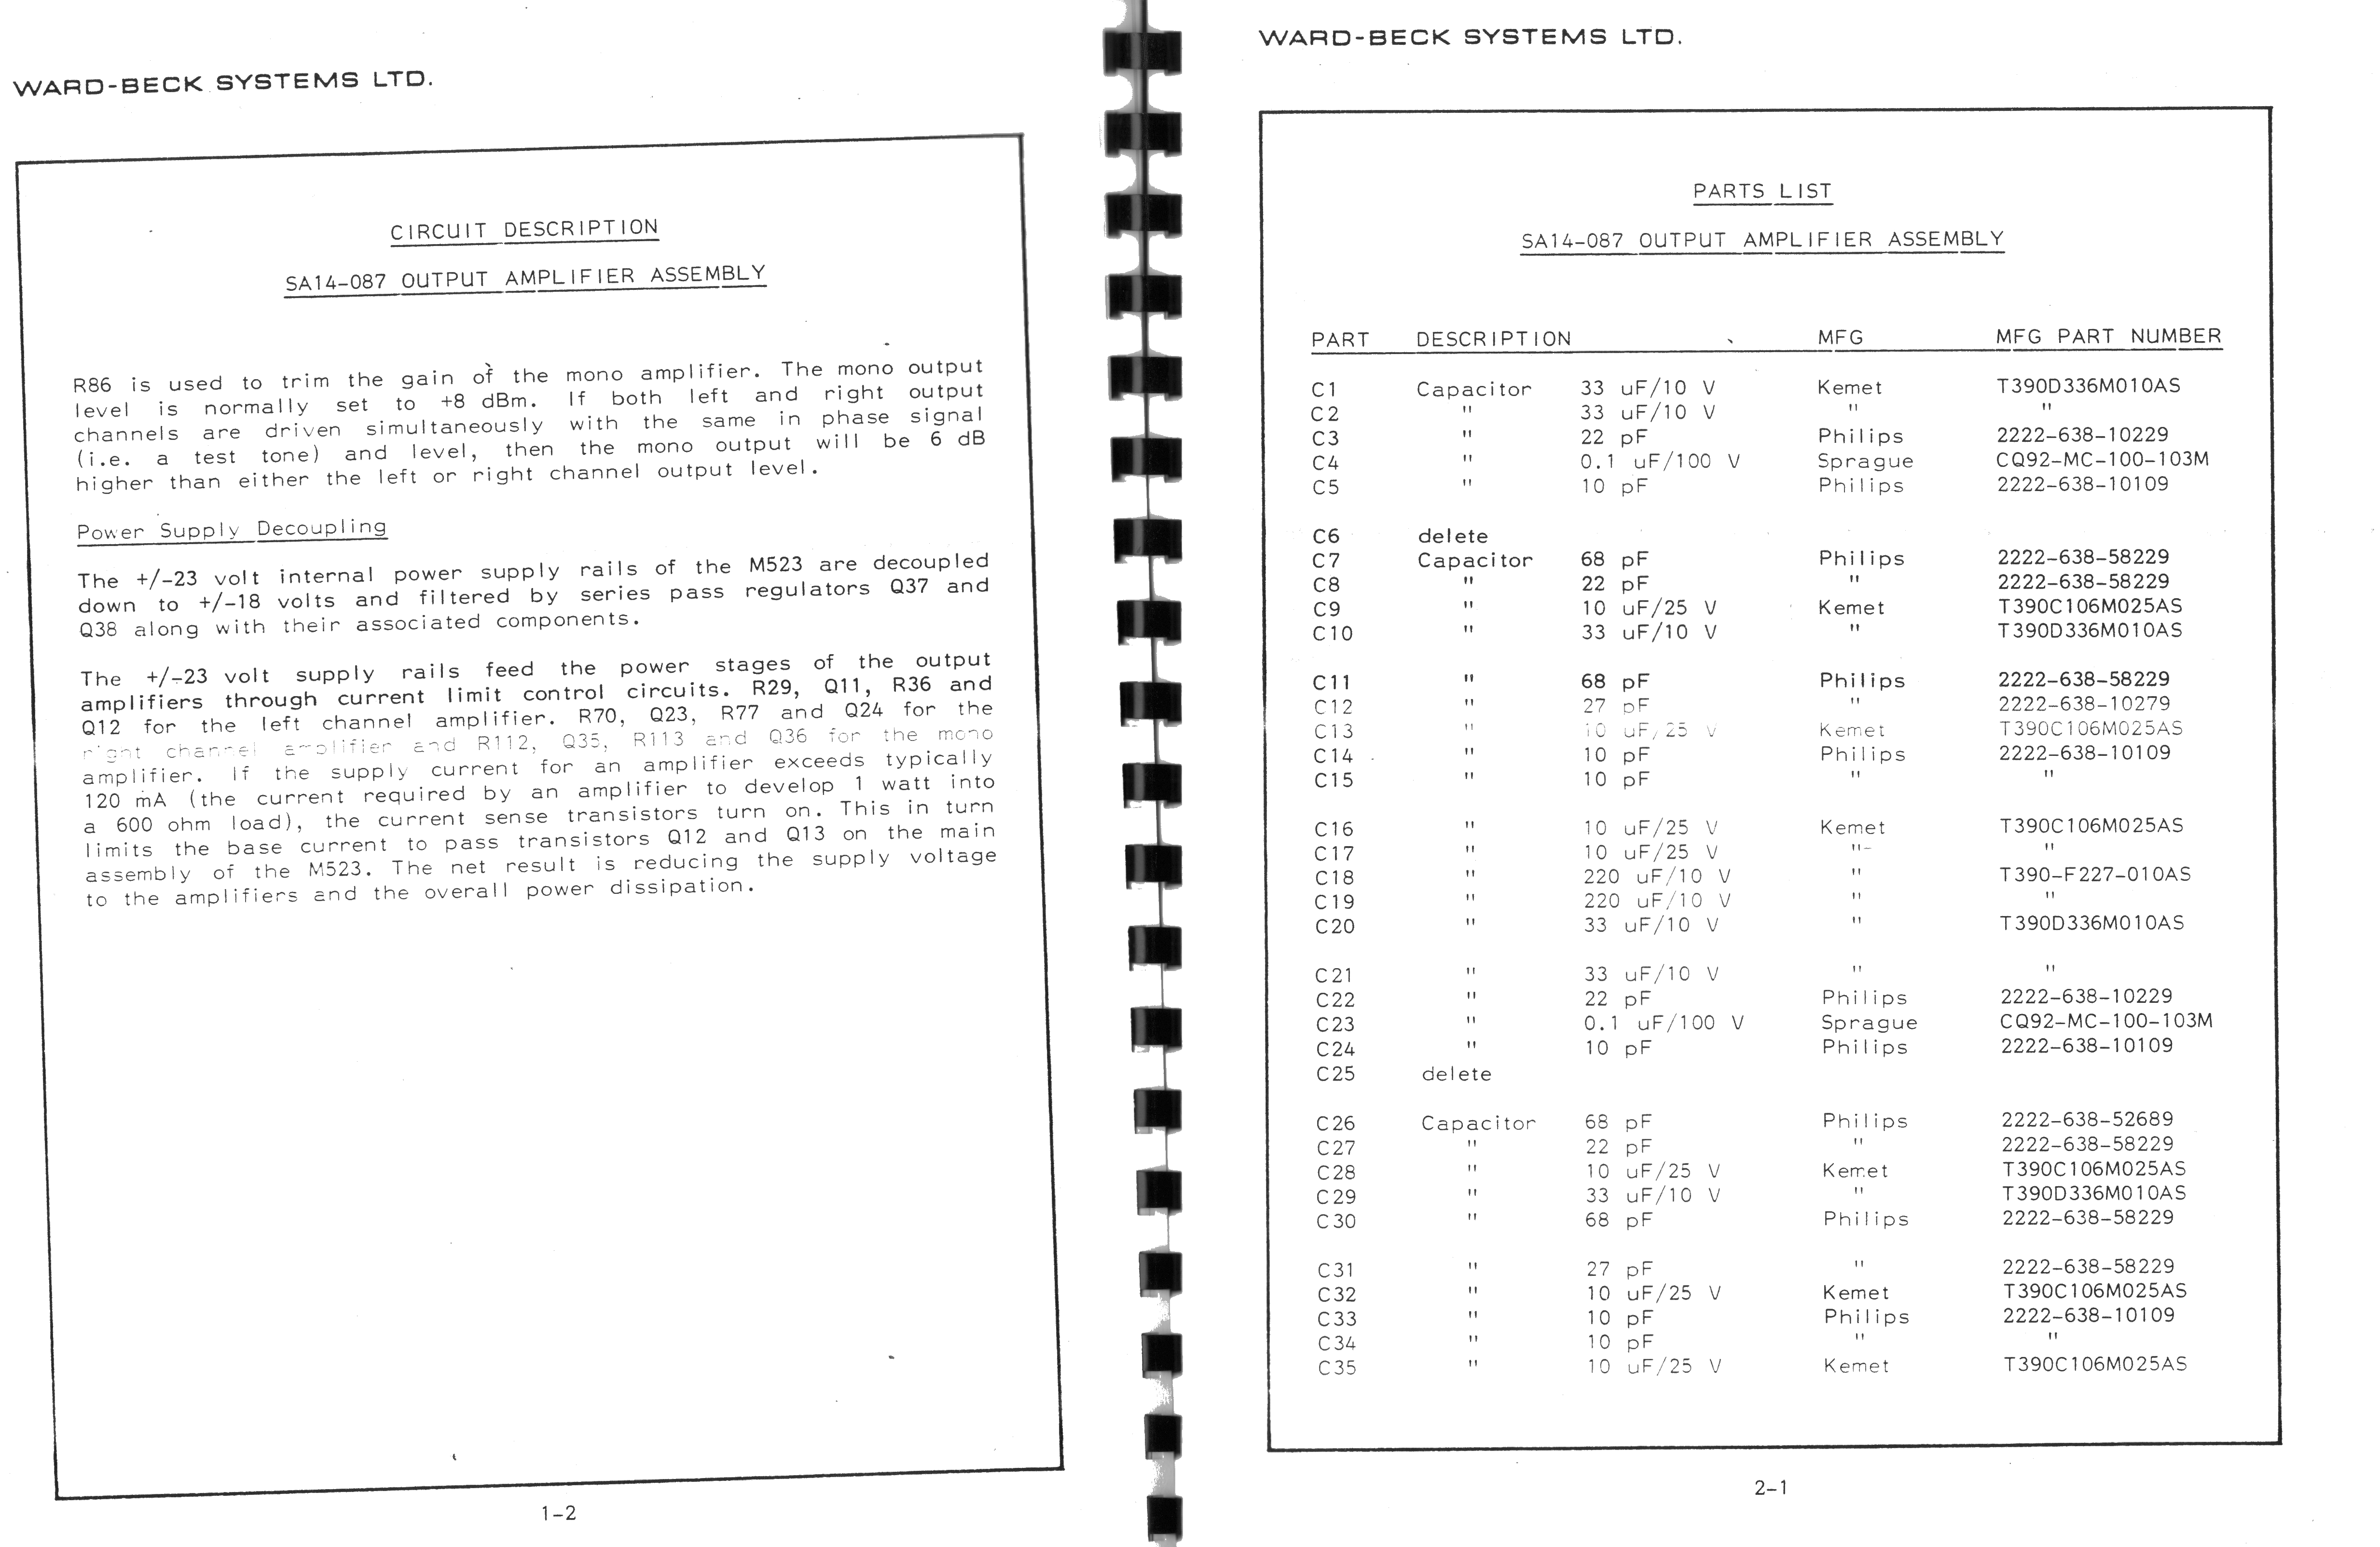 WARD-BECK SYSTEMS LTD.
CIRCUIT DESCRIPTION
SA14-087 OUTPUT AMPLIFIER ASSEMBLY
R86 is used to trim the gain of the mono amplifier. The mono output
level is normally set to +8 dBm. If both left and right output
channels are driven simultaneously with the same in phase signal
(i.e. a test tone) and level, then the mono output will be 6 dB
higher than either the left or right channel output level.
Power Supply Decoupling
The +/-23 volt internal power supply rails of the M523 are decoupled
down to +/-18 volts and filtered by series pass regulators Q37 and
Q38 along with their associated components.
The +/-23 volt supply rails feed the power stages of the output
amplifiers through current limit control circuits. R29, Q11, R36 and
Q12 for the left channel amplifier. R70, Q23, R77 and Q24 for the
right channel amplifier and R112, Q35, R113 and Q36 for the mono
amplifier. If the supply current for an amplifier exceeds typically
120 mA (the current required by an amplifier to develop 1 watt into
a 600 ohm load), the current sense transistors turn on. This in turn
limits the base current to pass transistors Q12 and Q13 on the main
assembly of the M523. The net result is reducing the supply voltage
to the amplifiers and the overall power dissipation.
1-2
WARD-BECK SYSTEMS LTD.
PARTS LIST
SA14-087 OUTPUT AMPLIFIER ASSEMBLY
PART DESCRIPTION MFG MFG PART NUMBER
C1 Capacitor 33 uF/10 V Kemet T390D336M010AS
C2 " 33 uF/10 V " "
C3 " 22 pF Philips 2222-638-10229
C4 " 0.1 uF/100 V Sprague CQ92-MC-100-103M
C5 " 10 pF Philips 2222-638-10109
C6 delete
C7 Capacitor 68 pF Philips 2222-638-58229
C8 " 22 pF " 2222-638-58229
C9 " 10 uF/25 V Kemet T390C106M025AS
C10 " 33 uF/10 V " T390D336M010AS
C11 " 68 pF Philips 2222-638-58229
C12 " 27 pF " 2222-638-10279
C13 " 10 uF/25 V Kemet T390C106M025AS
C14 " 10 pF Philips 2222-638-10109
C15 " 10 pF " "
C16 " 10 uF/25 V Kemet T390C106M025AS
C17 " 10 uF/25 V " "
C18 " 220 uF/10 V " T390-F227-010AS
C19 " 220 uF/10 V " "
C20 " 33 uF/10 V " T390D336M010AS
C21 " 33 uF/10 V " "
C22 " 22 pF Philips 2222-638-10229
C23 " 0.1 uF/100 V Sprague CQ92-MC-100-103M
C24 " 10 pF Philips 2222-638-10109
C25 delete
C26 Capacitor 68 pF Philips 2222-638-52689
C27 " 22 pF " 2222-638-58229
C28 " 10 uF/25 V Kemet T390C106M025AS
C29 " 33 uF/10 V " T390D336M010AS
C30 " 68 pF Philips 2222-638-58229
C31 " 27 pF " 2222-638-58229
C32 " 10 uF/25 V Kemet T390C106M025AS
C33 " 10 pF Philips 2222-638-10109
C34 " 10 pF " "
C35 " 10 uF/25 V Kemet T390C106M025AS
2-1